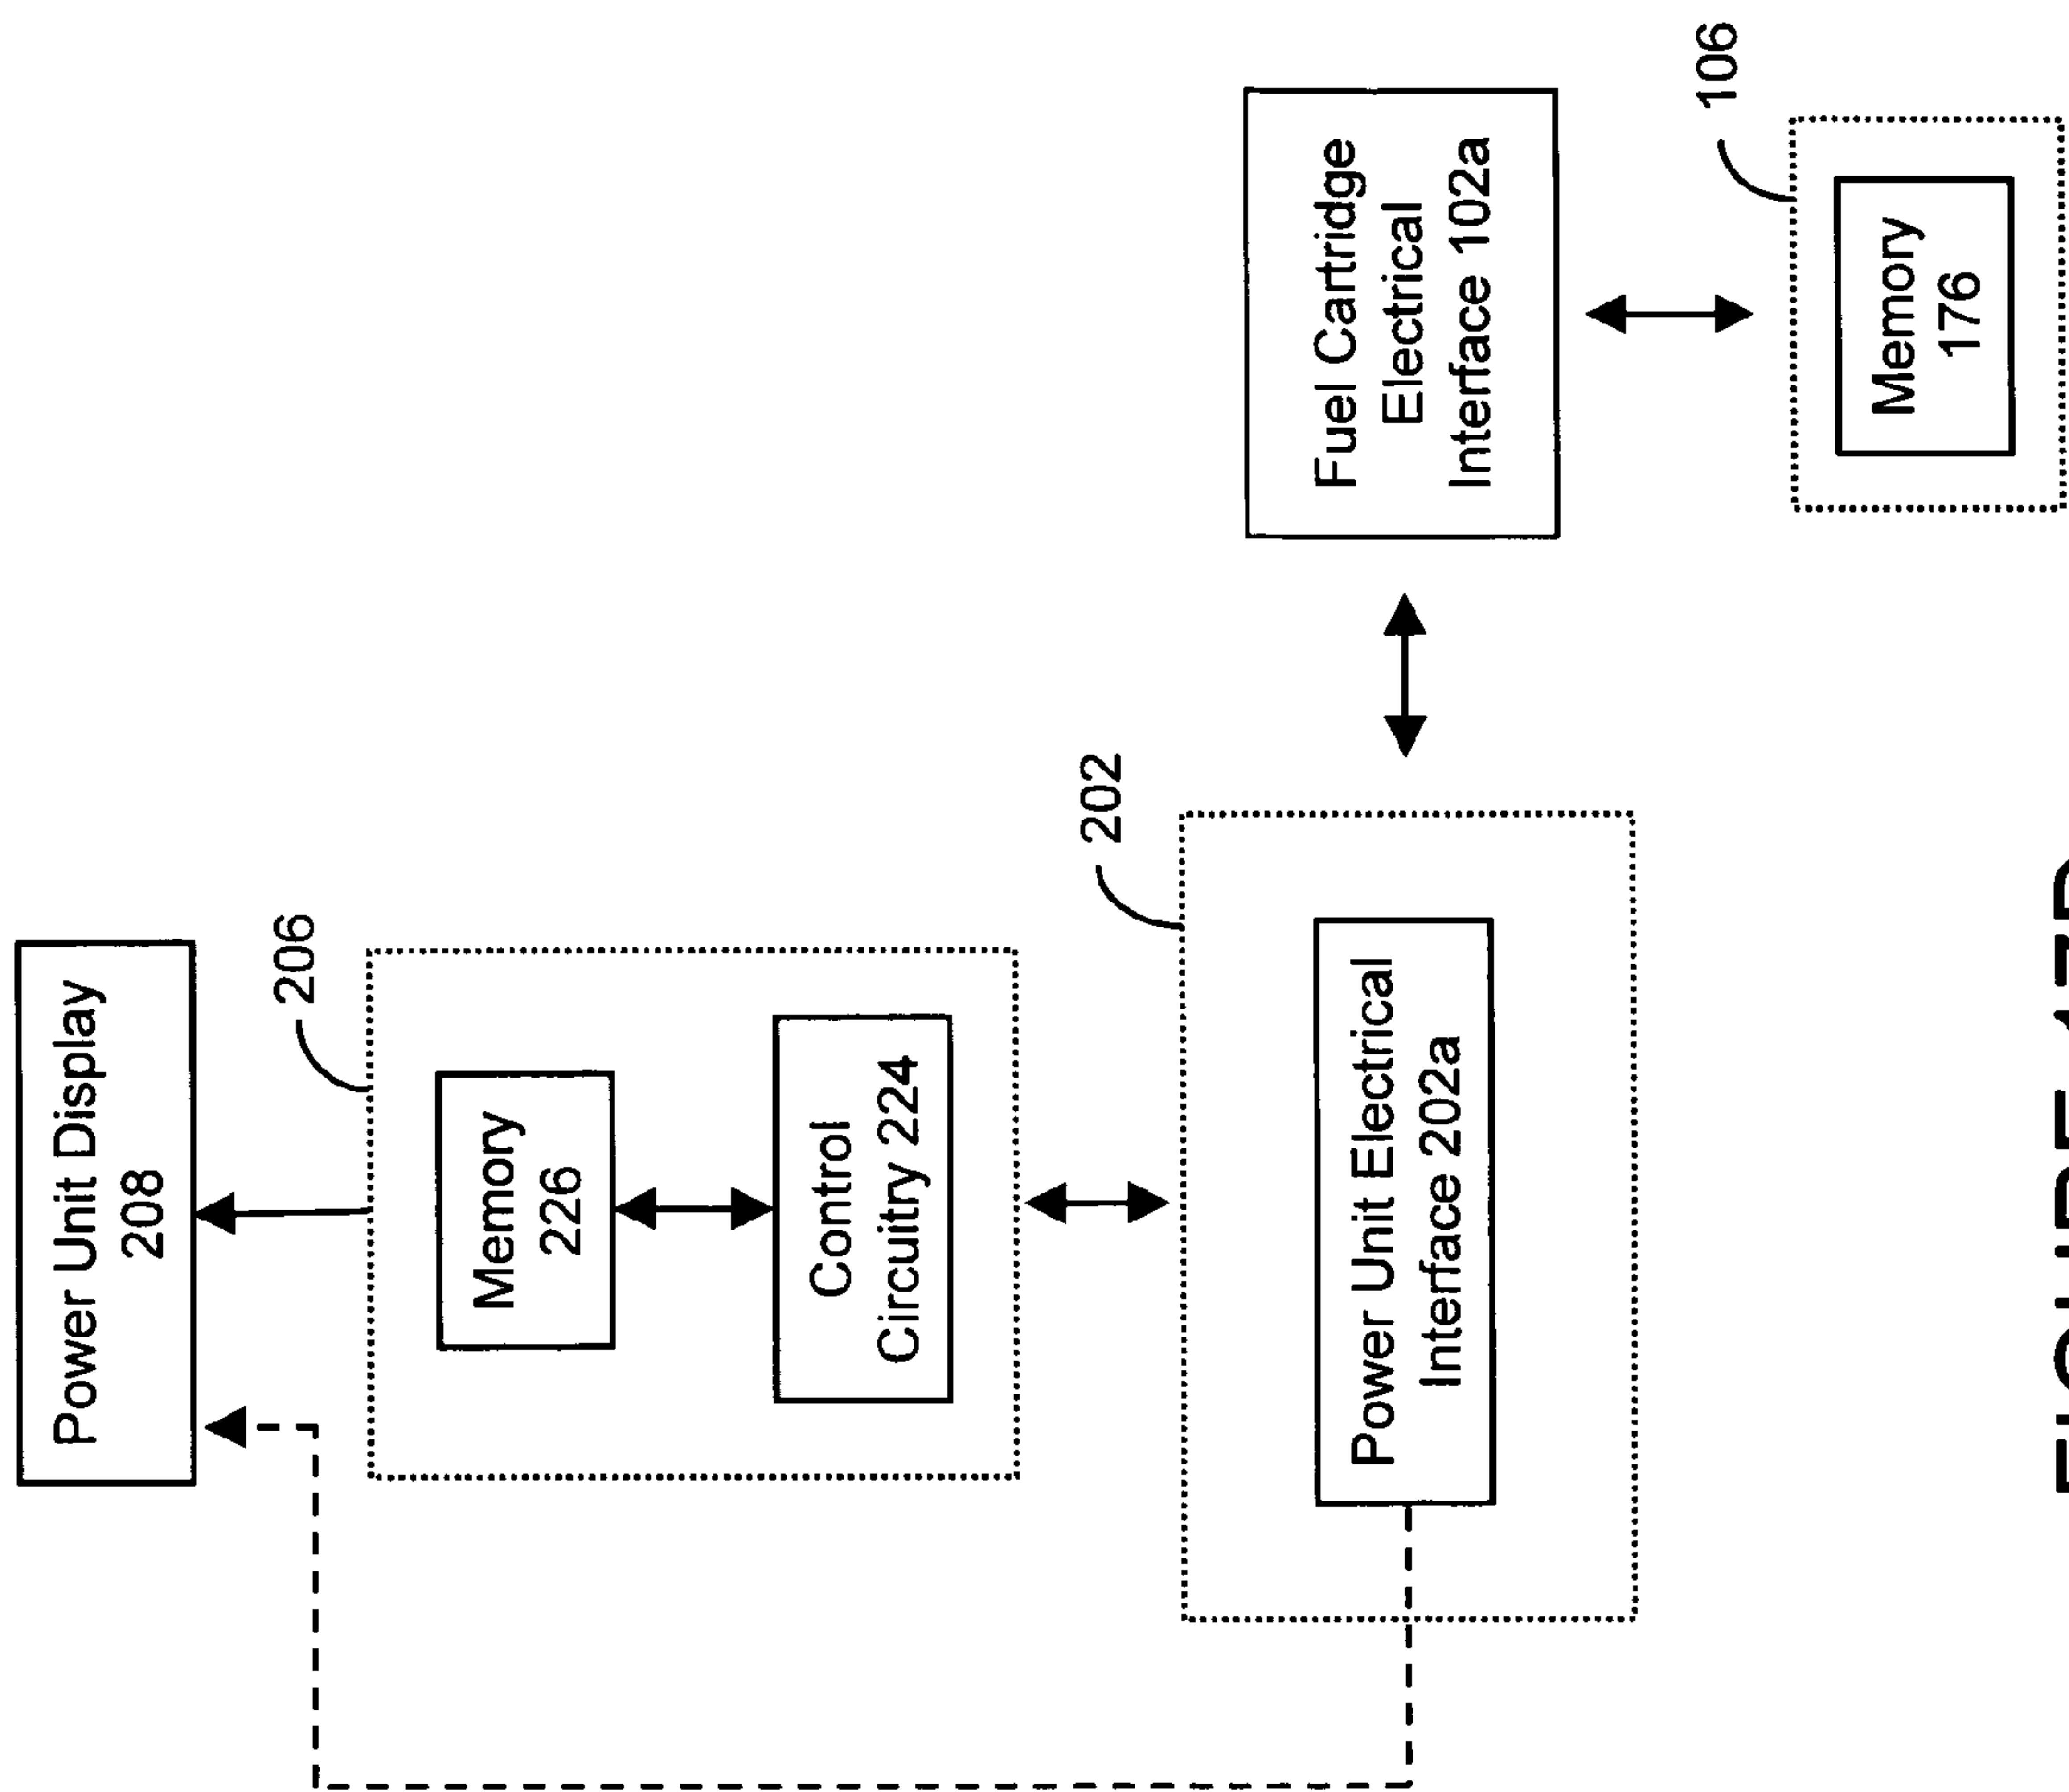 Power Unit Display
208
206
Memory
226
Control
Circuitry 224
202
Power Unit Electrical
Interface 202a
Fuel Cartridge
Electrical
Interface 102a
106
Memory
176
FIGURE